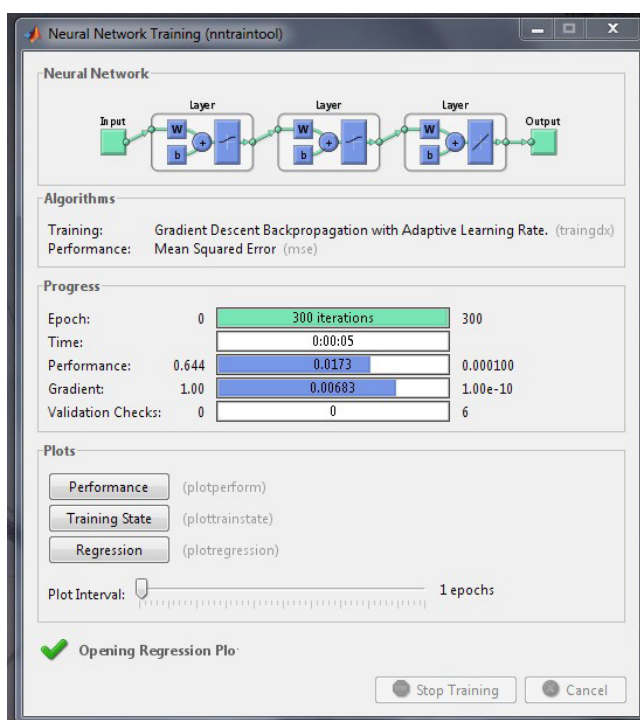 Neural Network Training (nntraintool)
Neural Network
Layer Layer Layer
Input Output
W W W
b b b
Algorithms
Training: Gradient Descent Backpropagation with Adaptive Learning Rate. (traingdx)
Performance: Mean Squared Error (mse)
Progress
Epoch: 0 300 iterations 300
Time: 0:00:05
Performance: 0.644 0.0173 0.000100
Gradient: 1.00 0.00683 1.00e-10
Validation Checks: 0 0 6
Plots
Performance (plotperform)
Training State (plottrainstate)
Regression (plotregression)
Plot Interval: 1 epochs
Opening Regression Plo
Stop Training Cancel